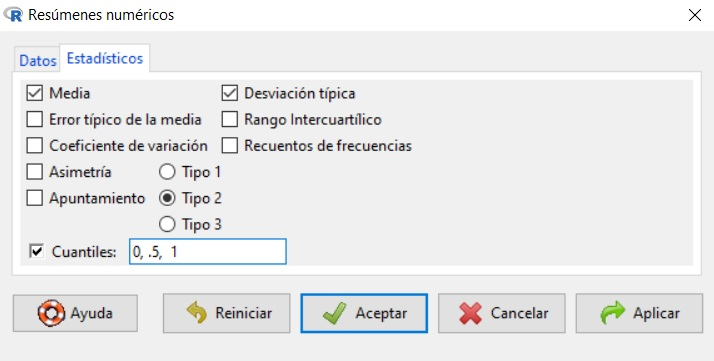 Resúmenes numéricos
Datos Estadísticos
Media Desviación típica
Error típico de la media Rango Intercuartílico
Coeficiente de variación Recuentos de frecuencias
Asimetría Tipo 1
Apuntamiento Tipo 2
Tipo 3
Cuantiles: 0, .5, 1
Ayuda Reiniciar Aceptar Cancelar Aplicar